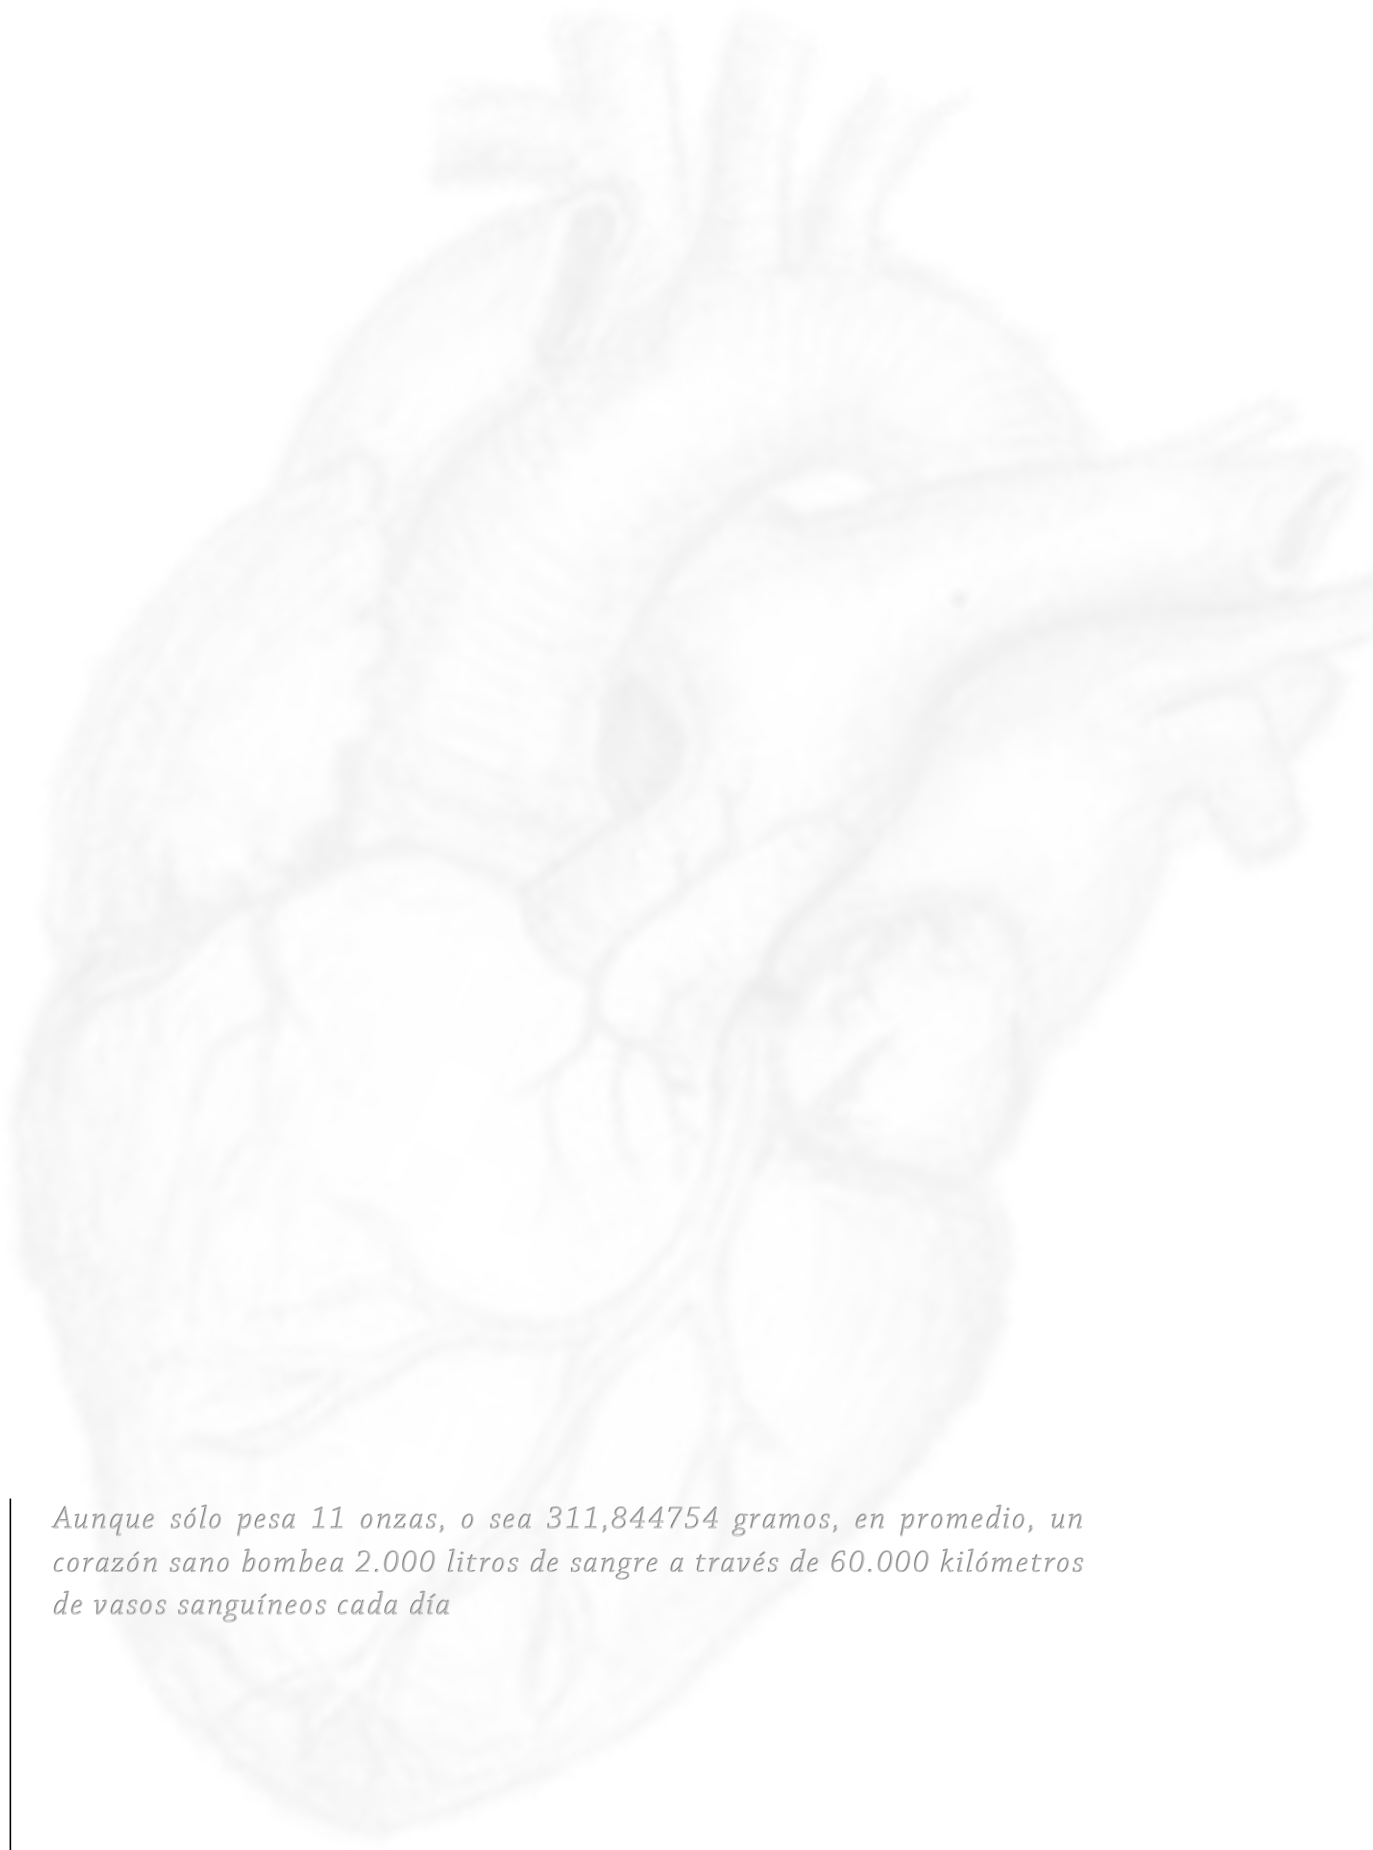 Aunque sólo pesa 11 onzas, o sea 311,844754 gramos, en promedio, un
corazón sano bombea 2.000 litros de sangre a través de 60.000 kilómetros
de vasos sanguíneos cada día